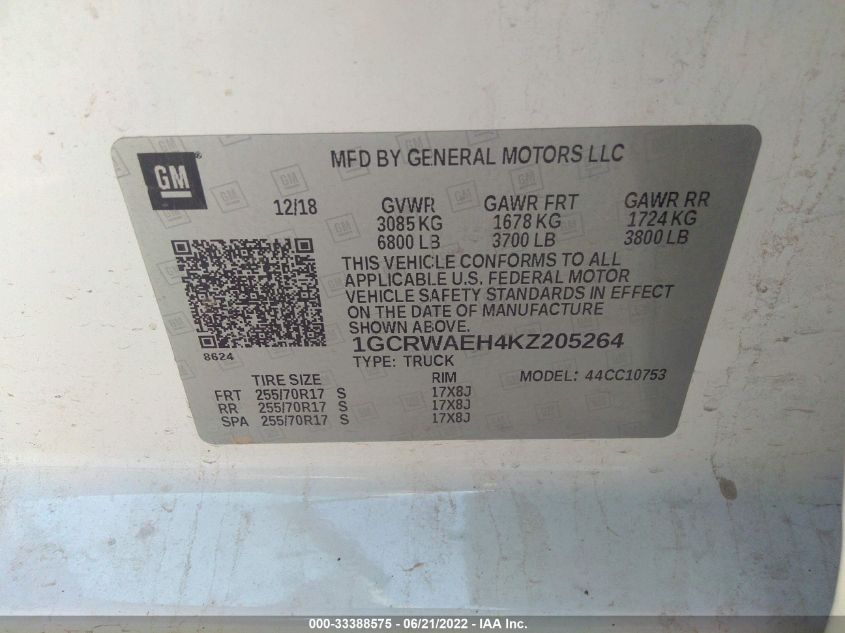 GM
MFD BY GENERAL MOTORS LLC
12/18
GVWR
3085 KG
6800 LB
GAWR FRT
1678 KG
3700 LB
GAWR RR
1724 KG
3800 LB
THIS VEHICLE CONFORMS TO ALL
APPLICABLE U.S. FEDERAL MOTOR
VEHICLE SAFETY STANDARDS IN EFFECT
ON THE DATE OF MANUFACTURE
SHOWN ABOVE.
8624
1GCRWAEH4KZ205264
TYPE: TRUCK
MODEL: 44CC10753
TIRE SIZE RIM
FRT 255/70R17 S 17X8J
RR 255/70R17 S 17X8J
SPA 255/70R17 S 17X8J
000-33388575 - 06/21/2022 - IAA Inc.